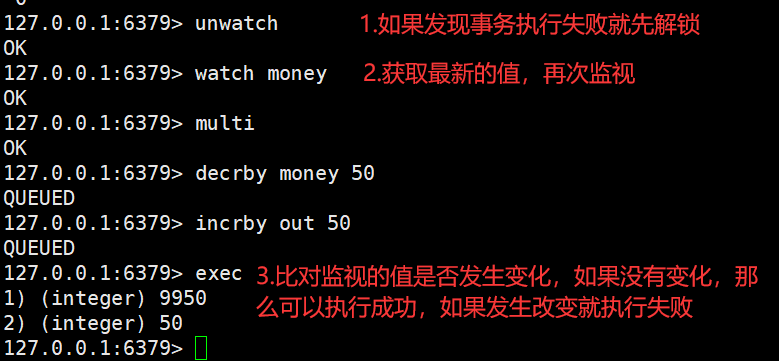 127.0.0.1:6379> unwatch 1.如果发现事务执行失败就先解锁
OK
127.0.0.1:6379> watch money 2.获取最新的值，再次监视
OK
127.0.0.1:6379> multi
OK
127.0.0.1:6379> decrby money 50
QUEUED
127.0.0.1:6379> incrby out 50
QUEUED
127.0.0.1:6379> exec 3.比对监视的值是否发生变化，如果没有变化，那
1) (integer) 9950 么可以执行成功，如果发生改变就执行失败
2) (integer) 50
127.0.0.1:6379>